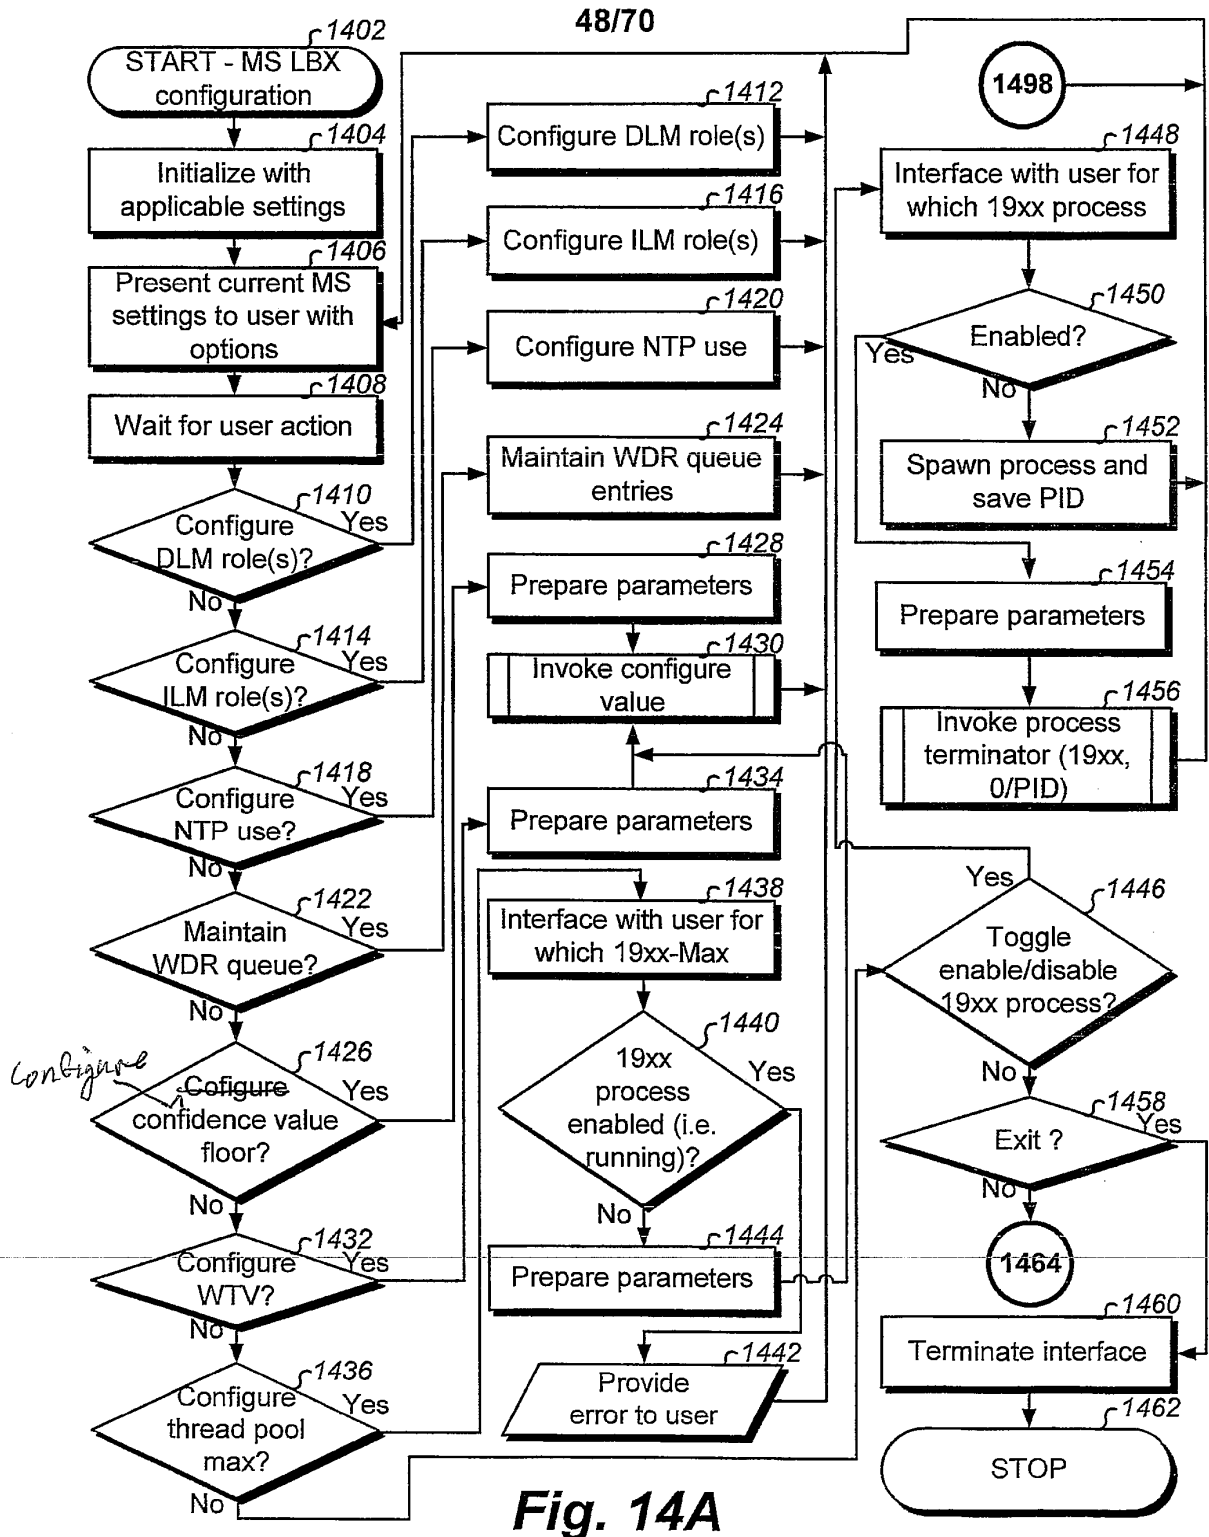 48/70
1402
START - MS LBX
configuration
1404
Initialize with
applicable settings
1406
Present current MS
settings to user with
options
1408
Wait for user action
1410
Configure
DLM role(s)?
Yes
No
1414
Configure
ILM role(s)?
Yes
No
1418
Configure
NTP use?
Yes
No
1422
Maintain
WDR queue?
Yes
No
1426
Configure
Cofigure
confidence value
floor?
Yes
No
1432
Configure
WTV?
Yes
No
1436
Configure
thread pool
max?
Yes
No
1412
Configure DLM role(s)
1416
Configure ILM role(s)
1420
Configure NTP use
1424
Maintain WDR queue
entries
1428
Prepare parameters
1430
Invoke configure
value
1434
Prepare parameters
1438
Interface with user for
which 19xx-Max
1440
19xx
process
enabled (i.e.
running)?
Yes
No
1444
Prepare parameters
1442
Provide
error to user
1498
1448
Interface with user for
which 19xx process
1450
Enabled?
Yes
No
1452
Spawn process and
save PID
1454
Prepare parameters
1456
Invoke process
terminator (19xx,
0/PID)
1446
Yes
Toggle
enable/disable
19xx process?
No
1458
Exit ?
Yes
No
1464
1460
Terminate interface
1462
STOP
Fig. 14A